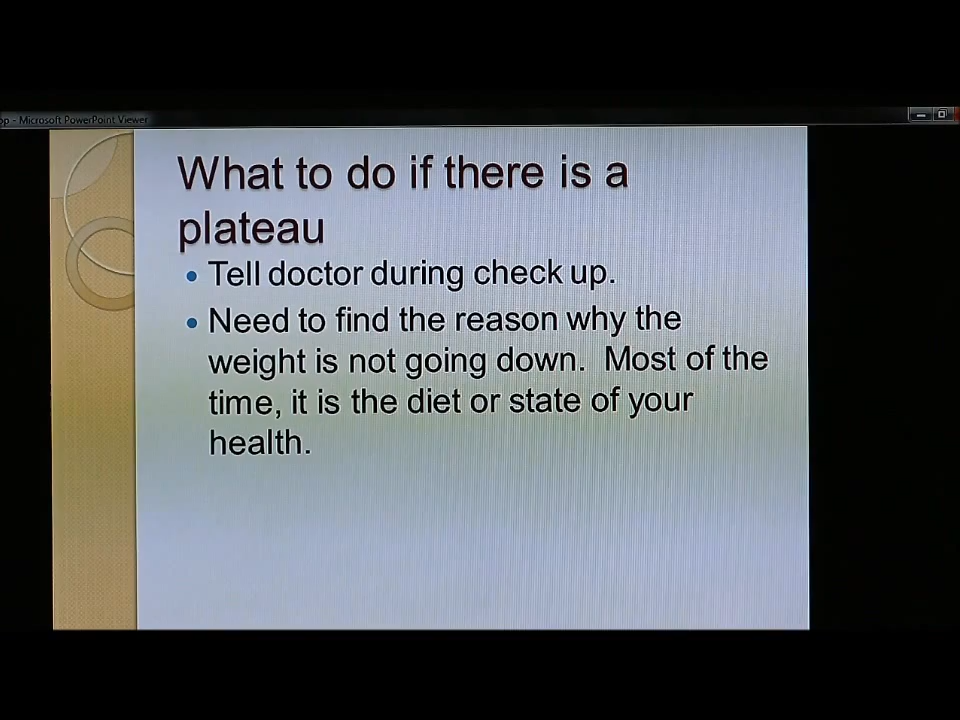 op - Microsoft PowerPoint Viewer
What to do if there is a
plateau
Tell doctor during check up.
Need to find the reason why the
weight is not going down.  Most of the
time, it is the diet or state of your
health.